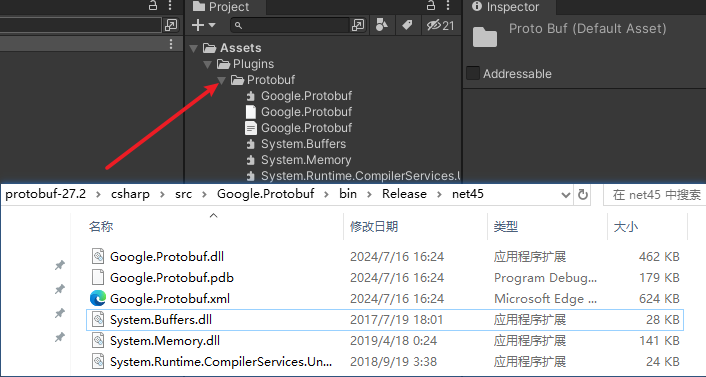 Project
Inspector
21
Proto Buf (Default Asset)
Addressable
Assets
Plugins
Protobuf
Google.Protobuf
Google.Protobuf
Google.Protobuf
System.Buffers
System.Memory
System.Runtime.CompilerServices.U
protobuf-27.2 > csharp > src > Google.Protobuf > bin > Release > net45
在 net45 中搜索
名称 修改日期 类型 大小
Google.Protobuf.dll 2024/7/16 16:24 应用程序扩展 462 KB
Google.Protobuf.pdb 2024/7/16 16:24 Program Debug... 179 KB
Google.Protobuf.xml 2024/7/16 16:24 Microsoft Edge ... 624 KB
System.Buffers.dll 2017/7/19 18:01 应用程序扩展 28 KB
System.Memory.dll 2019/4/18 0:24 应用程序扩展 141 KB
System.Runtime.CompilerServices.Un... 2018/9/19 3:38 应用程序扩展 24 KB